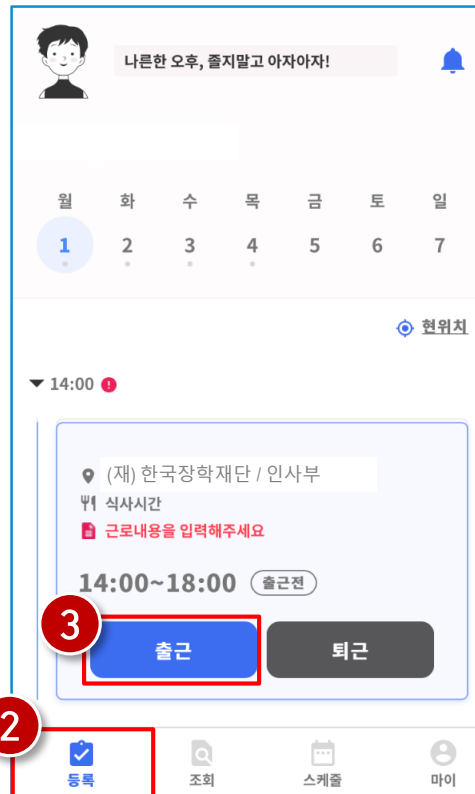 나른한 오후, 졸지말고 아자아자!
월 화 수 목 금 토 일
1 2 3 4 5 6 7
현위치
14:00 !
(재) 한국장학재단 / 인사부
식사시간
근로내용을 입력해주세요
14:00~18:00 출근전
3
출근 퇴근
2
등록 조회 스케줄 마이